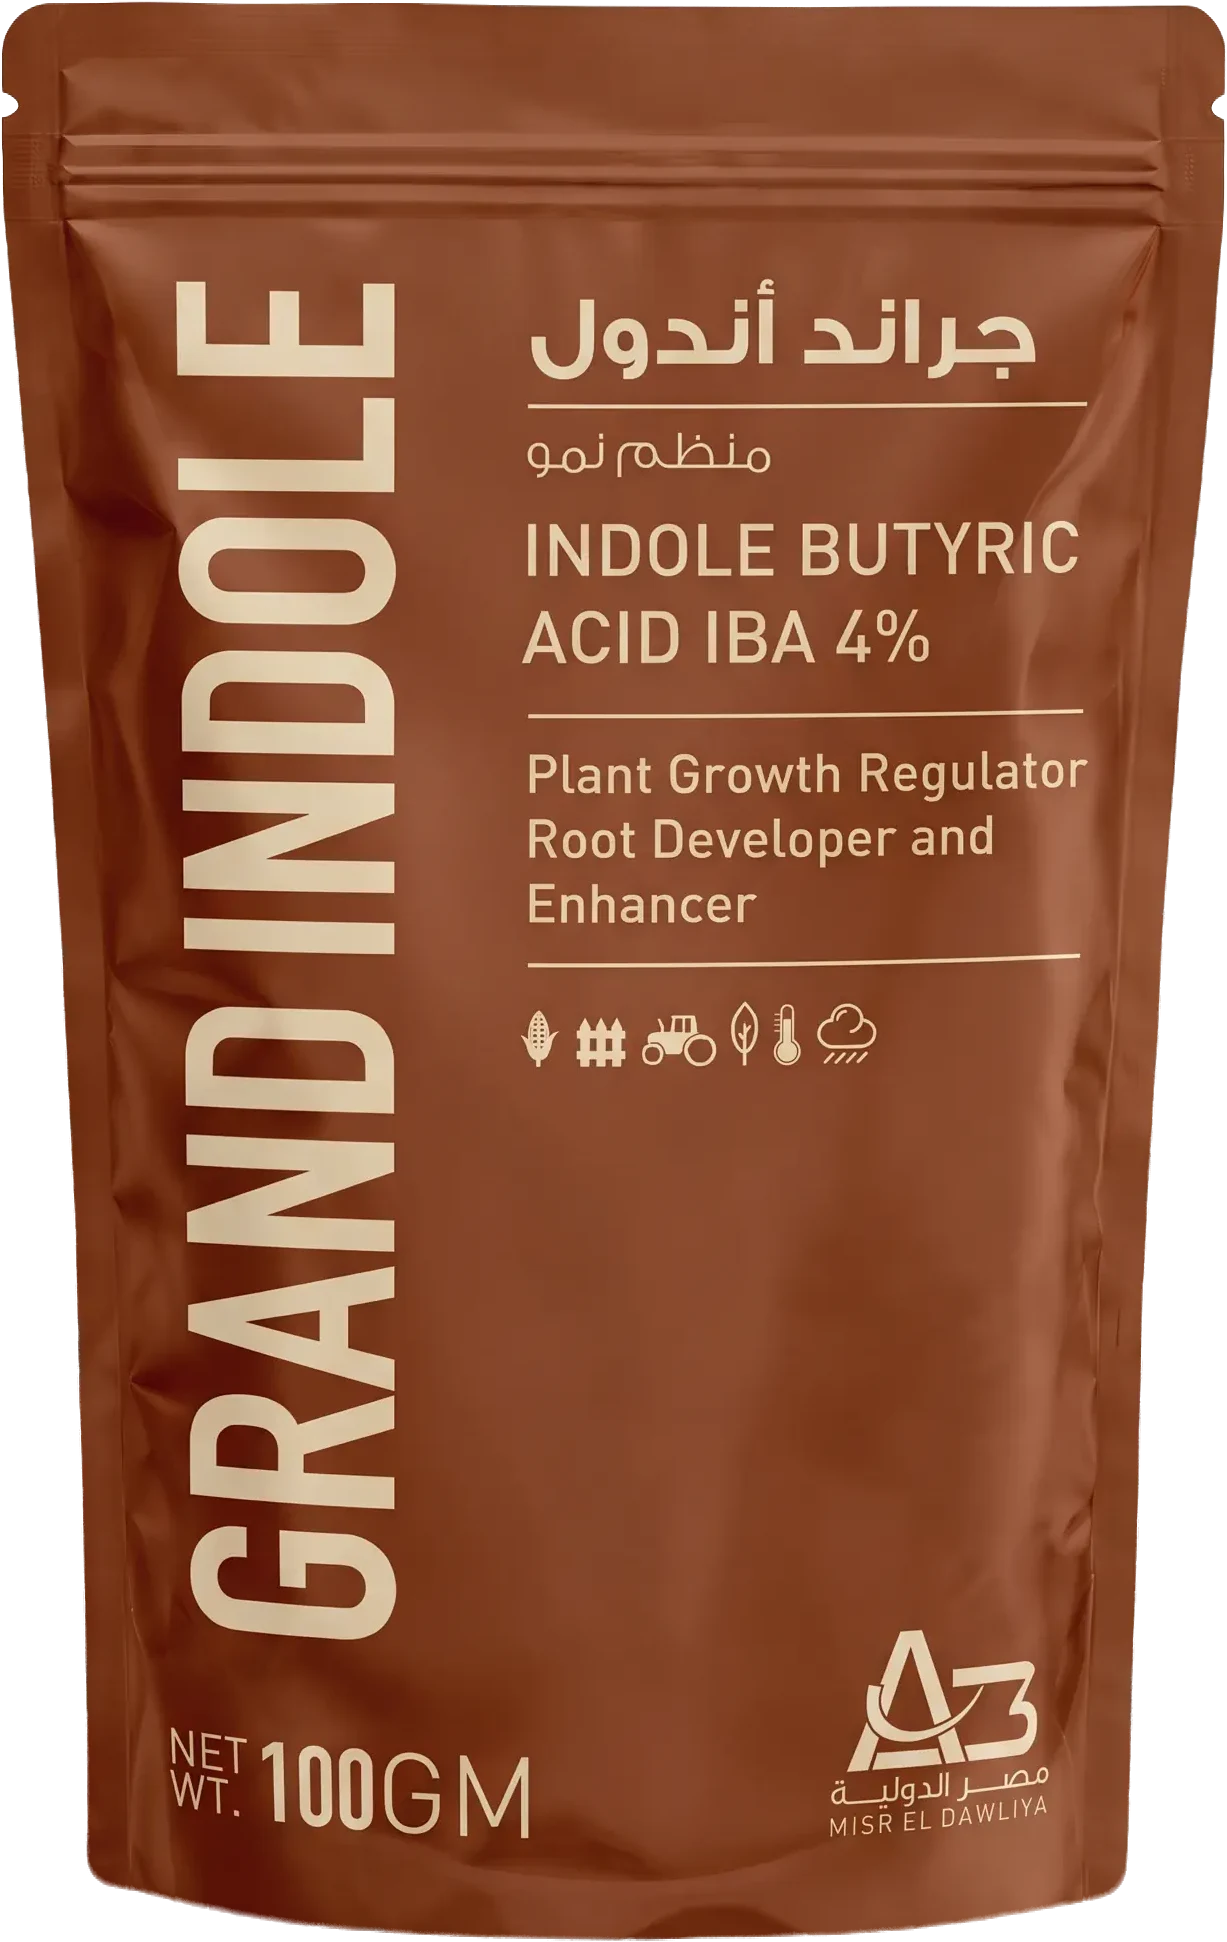 GRAND INDOLE
جراند أندول
منظم نمو
INDOLE BUTYRIC
ACID IBA 4%
Plant Growth Regulator
Root Developer and
Enhancer
NET
WT. 100GM
A3
مصر الدولية
MISR EL DAWLIYA